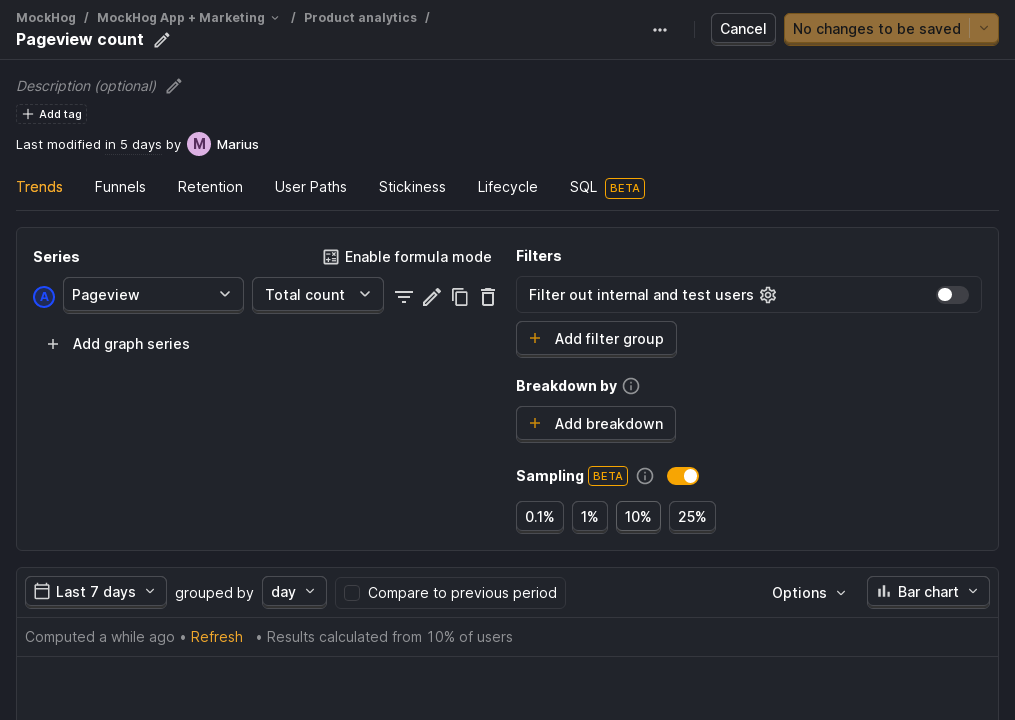 MockHog / MockHog App + Marketing / Product analytics /
Pageview count
Cancel
No changes to be saved
Description (optional)
Add tag
Last modified in 5 days by M Marius
Trends Funnels Retention User Paths Stickiness Lifecycle SQL BETA
Series
Enable formula mode
A Pageview Total count
Add graph series
Filters
Filter out internal and test users
Add filter group
Breakdown by
Add breakdown
Sampling BETA
0.1% 1% 10% 25%
Last 7 days grouped by day Compare to previous period Options Bar chart
Computed a while ago • Refresh • Results calculated from 10% of users